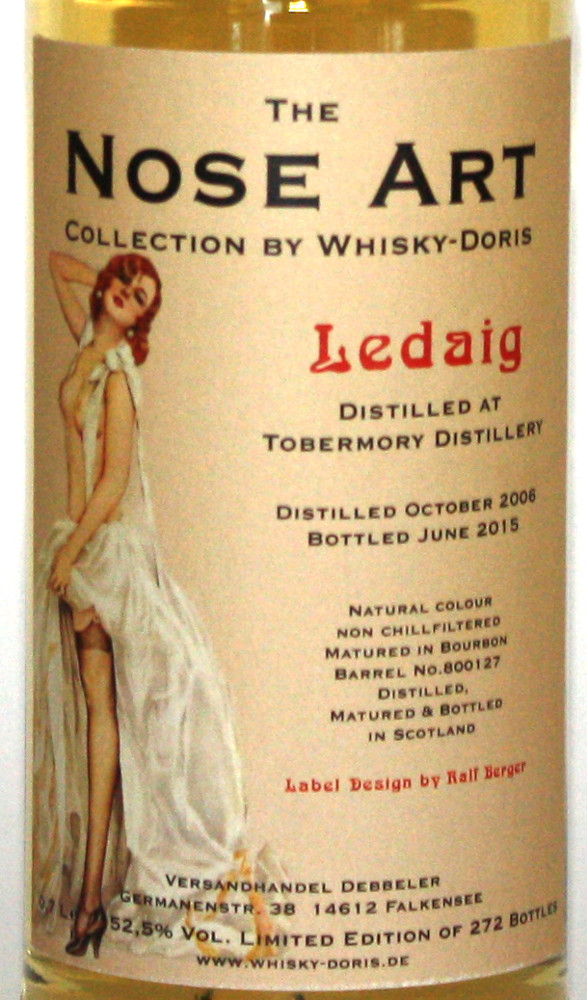 THE
NOSE ART
COLLECTION BY WHISKY-DORIS
Ledaig
DISTILLED AT
TOBERMORY DISTILLERY
DISTILLED OCTOBER 2006
BOTTLED JUNE 2015
NATURAL COLOUR
NON CHILLFILTERED
MATURED IN BOURBON
BARREL NO.800127
DISTILLED,
MATURED & BOTTLED
IN SCOTLAND
Label Design by Ralf Berger
VERSANDHANDEL DEBBELER
GERMANENSTR. 38 14612 FALKENSEE
52,5% VOL. LIMITED EDITION OF 272 BOTTLES
WWW.WHISKY-DORIS.DE